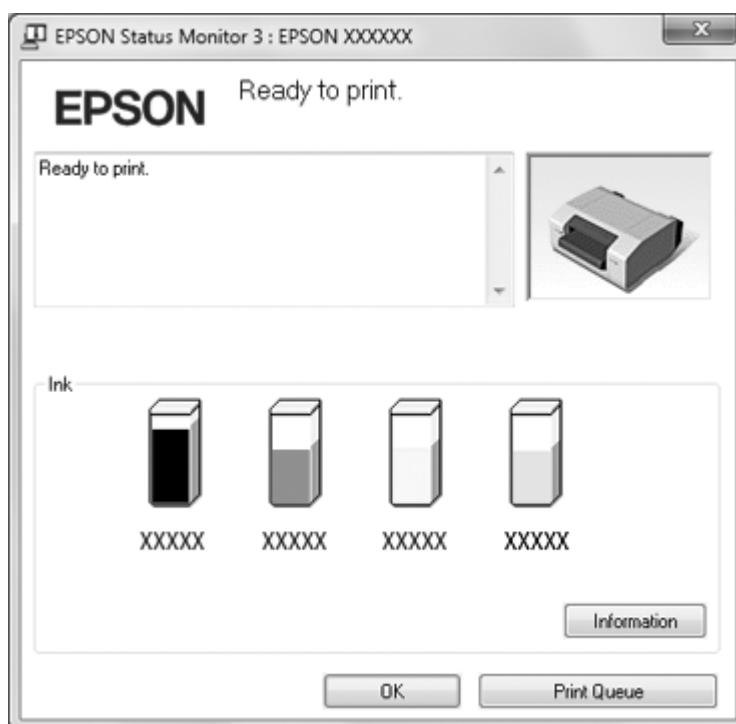 EPSON Status Monitor 3 : EPSON XXXXXX
x
EPSON
Ready to print.
Ready to print.
Ink
XXXXX XXXXX XXXXX XXXXX
Information
OK Print Queue